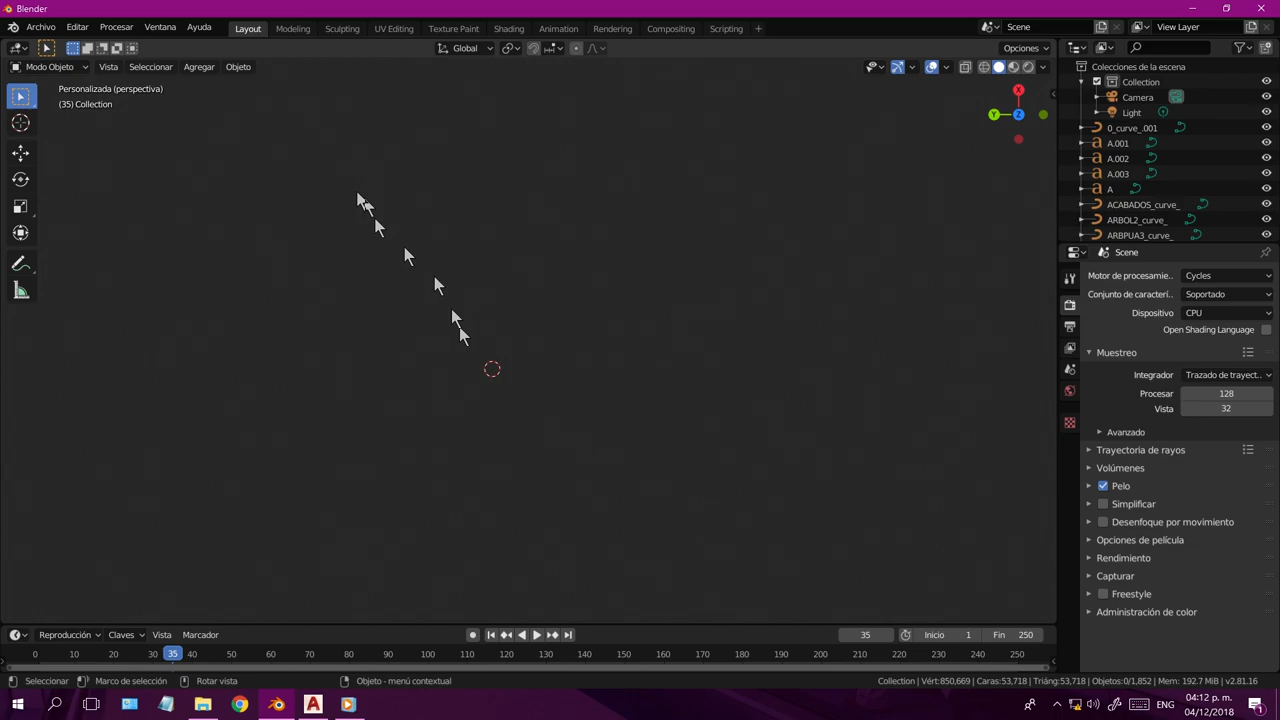 Blender
Archivo Editar Procesar Ventana Ayuda Layout Modeling Sculpting UV Editing Texture Paint Shading Animation Rendering Compositing Scripting + Scene View Layer
Global Opciones
Modo Objeto Vista Seleccionar Agregar Objeto
Personalizada (perspectiva)
(35) Collection
X
Y Z
Colecciones de la escena
Collection
Camera
Light
0_curve_.001
A.001
A.002
A.003
A
ACABADOS_curve_
ARBOL2_curve_
ARBPUA3_curve_
Scene
Motor de procesamie.. Cycles
Conjunto de caracterí.. Soportado
Dispositivo CPU
Open Shading Language
Muestreo
Integrador Trazado de trayect..
Procesar 128
Vista 32
Avanzado
Trayectoria de rayos
Volúmenes
Pelo
Simplificar
Desenfoque por movimiento
Opciones de película
Rendimiento
Capturar
Freestyle
Administración de color
Reproducción Claves Vista Marcador 35 Inicio 1 Fin 250
0 10 20 30 35 40 50 60 70 80 90 100 110 120 130 140 150 160 170 180 190 200 210 220 230 240 250
Seleccionar Marco de selección Rotar vista Objeto - menú contextual Collection | Vért:850,669 | Caras:53,718 | Triáng:53,718 | Objetos:0/1,852 | Mem: 192.7 MiB | v2.81.16
A ENG 04:12 p. m.
04/12/2018 1